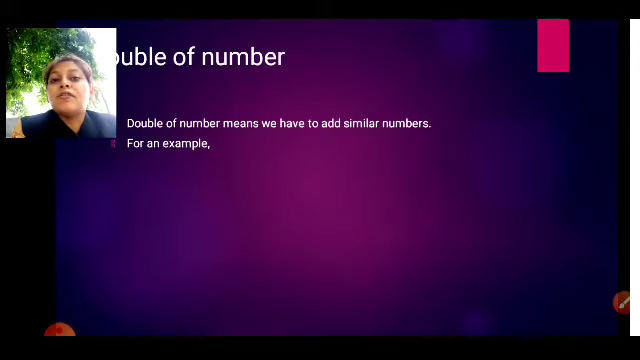 ouble of number
Double of number means we have to add similar numbers.
For an example,